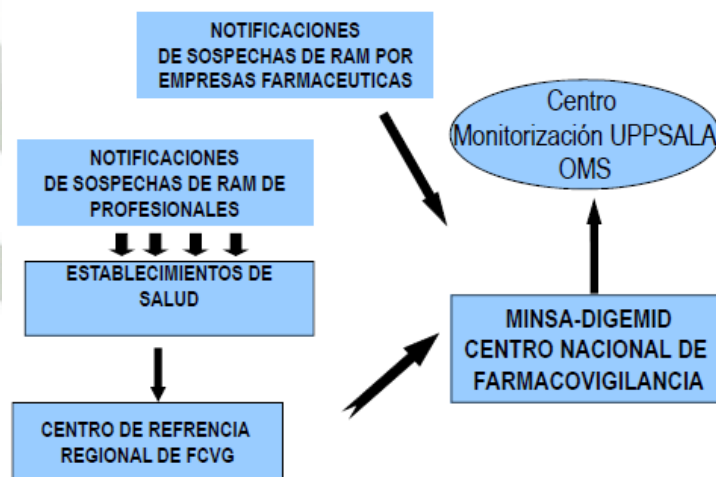 NOTIFICACIONES
DE SOSPECHAS DE RAM POR
EMPRESAS FARMACEUTICAS
Centro
Monitorización UPPSALA
OMS
NOTIFICACIONES
DE SOSPECHAS DE RAM DE
PROFESIONALES
ESTABLECIMIENTOS DE
SALUD
MINSA-DIGEMID
CENTRO NACIONAL DE
FARMACOVIGILANCIA
CENTRO DE REFRENCIA
REGIONAL DE FCVG